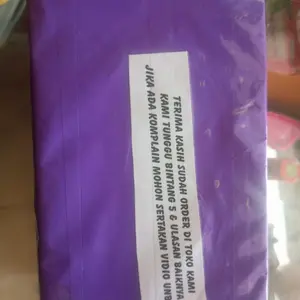 TERIMA KASIH SUDAH ORDER DI TOKO KAMI
KAMI TUNGGU BINTANG 5 & ULASAN BAIKNYA
JIKA ADA KOMPLAIN MOHON SERTAKAN VIDIO